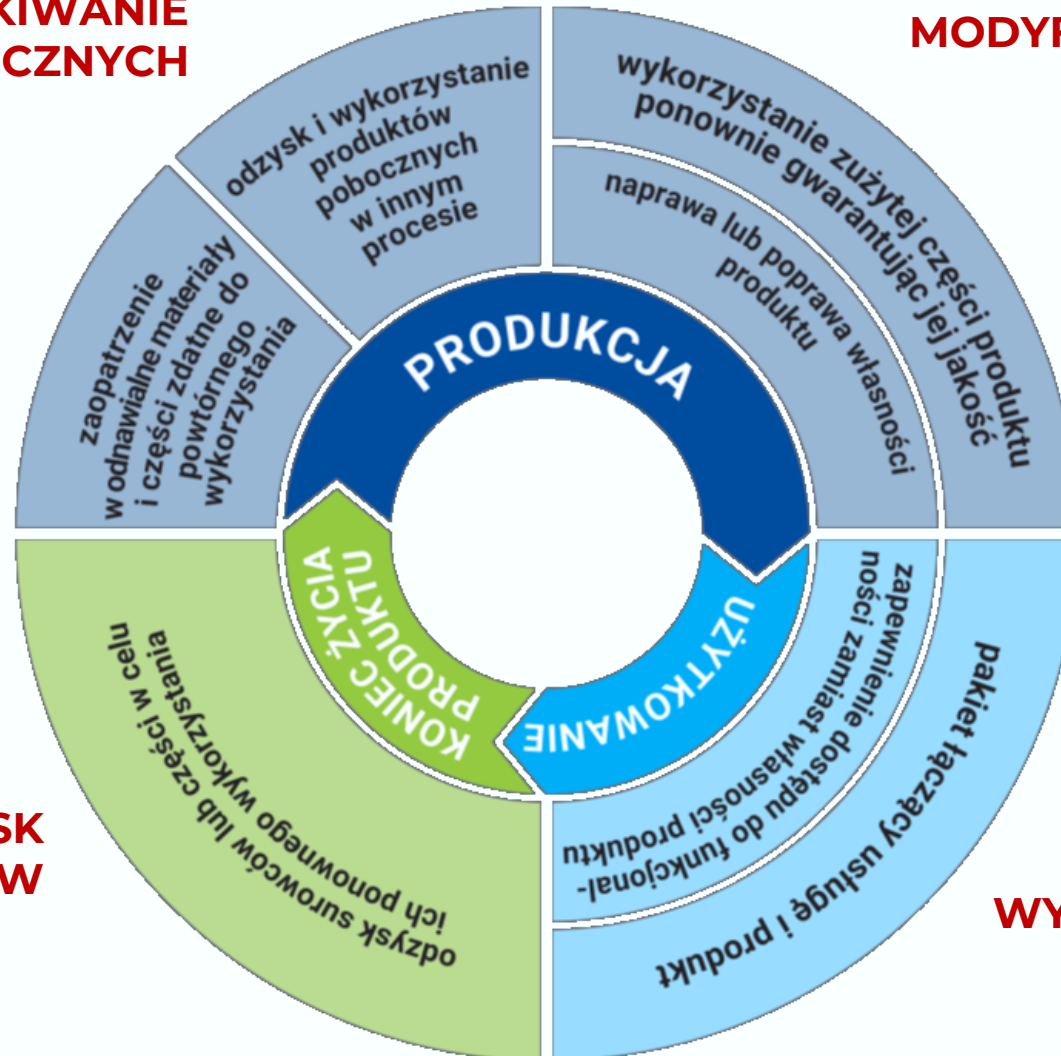 KIWANIE
CZNYCH
MODYF
odzysk i wykorzystanie
produktów
pobocznych
w innym
procesie
wykorzystanie zużytej części produktu
ponownie gwarantując jej jakość
naprawa lub poprawa własności
produktu
zaopatrzenie
w odnawialne materiały
i części zdatne do
powtórnego
wykorzystania
PRODUKCJA
KONIEC ŻYCIA
PRODUKTU
UŻYTKOWANIE
zapewnienie dostępu do funkcjonal-
ności zamiast własności produktu
pakiet łączący usługę i produkt
odzysk surowców lub części w celu
ich ponownego wykorzystania
SK
W
WY